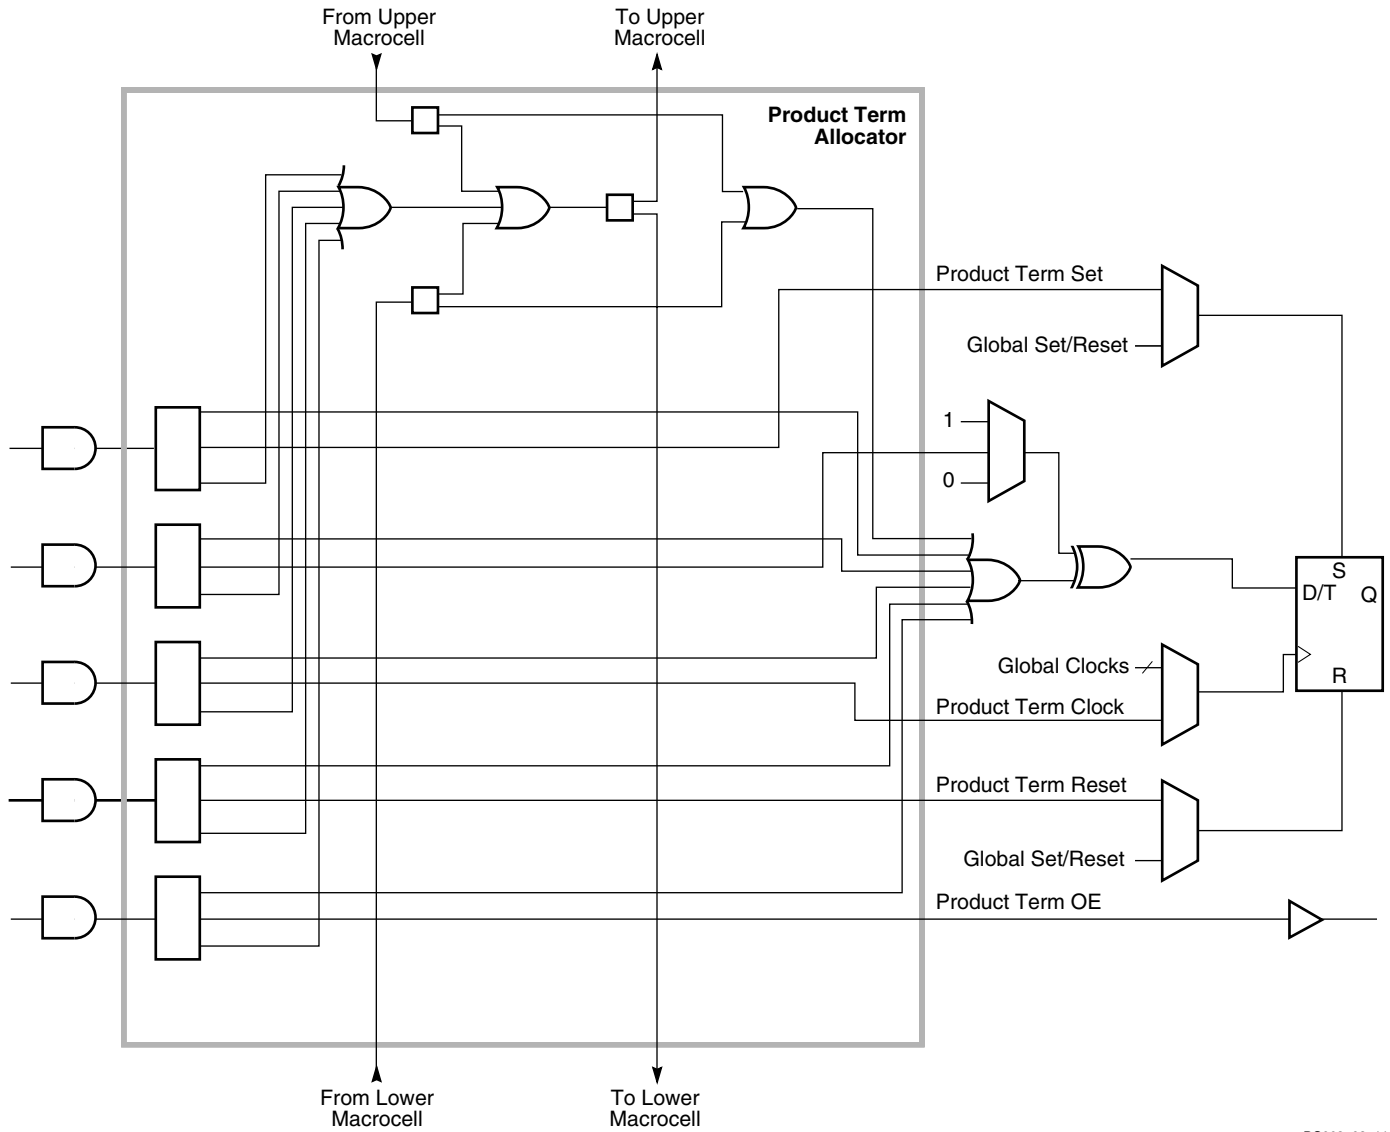 From Upper
Macrocell
To Upper
Macrocell
Product Term
Allocator
Product Term Set
Global Set/Reset
1
0
S
D/T
Q
R
Global Clocks
Product Term Clock
Product Term Reset
Global Set/Reset
Product Term OE
From Lower
Macrocell
To Lower
Macrocell